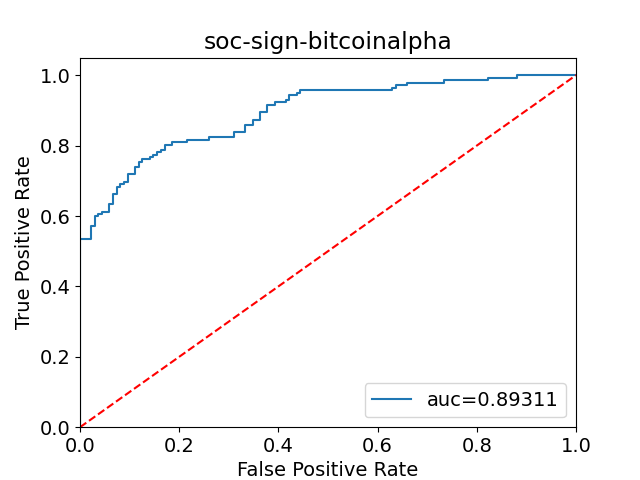 soc-sign-bitcoinalpha
True Positive Rate
1.0
0.8
0.6
0.4
0.2
0.0
auc=0.89311
0.0 0.2 0.4 0.6 0.8 1.0
False Positive Rate